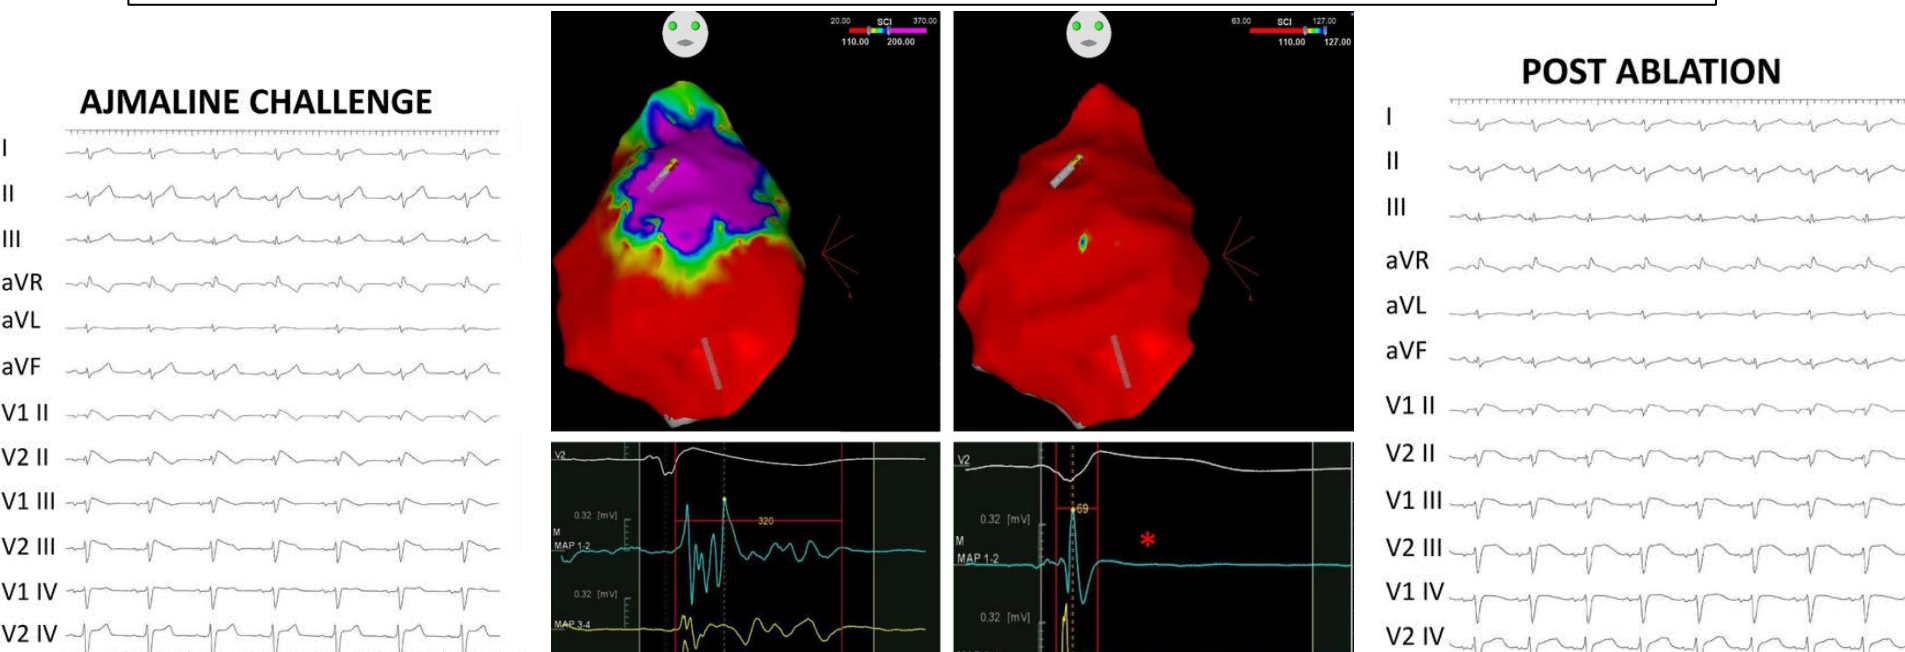 AJMALINE CHALLENGE
I
II
III
aVR
aVL
aVF
V1 II
V2 II
V1 III
V2 III
V1 IV
V2 IV
20.00 SCI 370.00
110.00 200.00
L
V2
0.32 [mV]
M
MAP 1-2
320
0.32 [mV]
MAP 3-4
63.00 SCI 127.00
110.00 127.00
L
V2
69
0.32 [mV]
M
MAP 1-2
*
0.32 [mV]
POST ABLATION
I
II
III
aVR
aVL
aVF
V1 II
V2 II
V1 III
V2 III
V1 IV
V2 IV